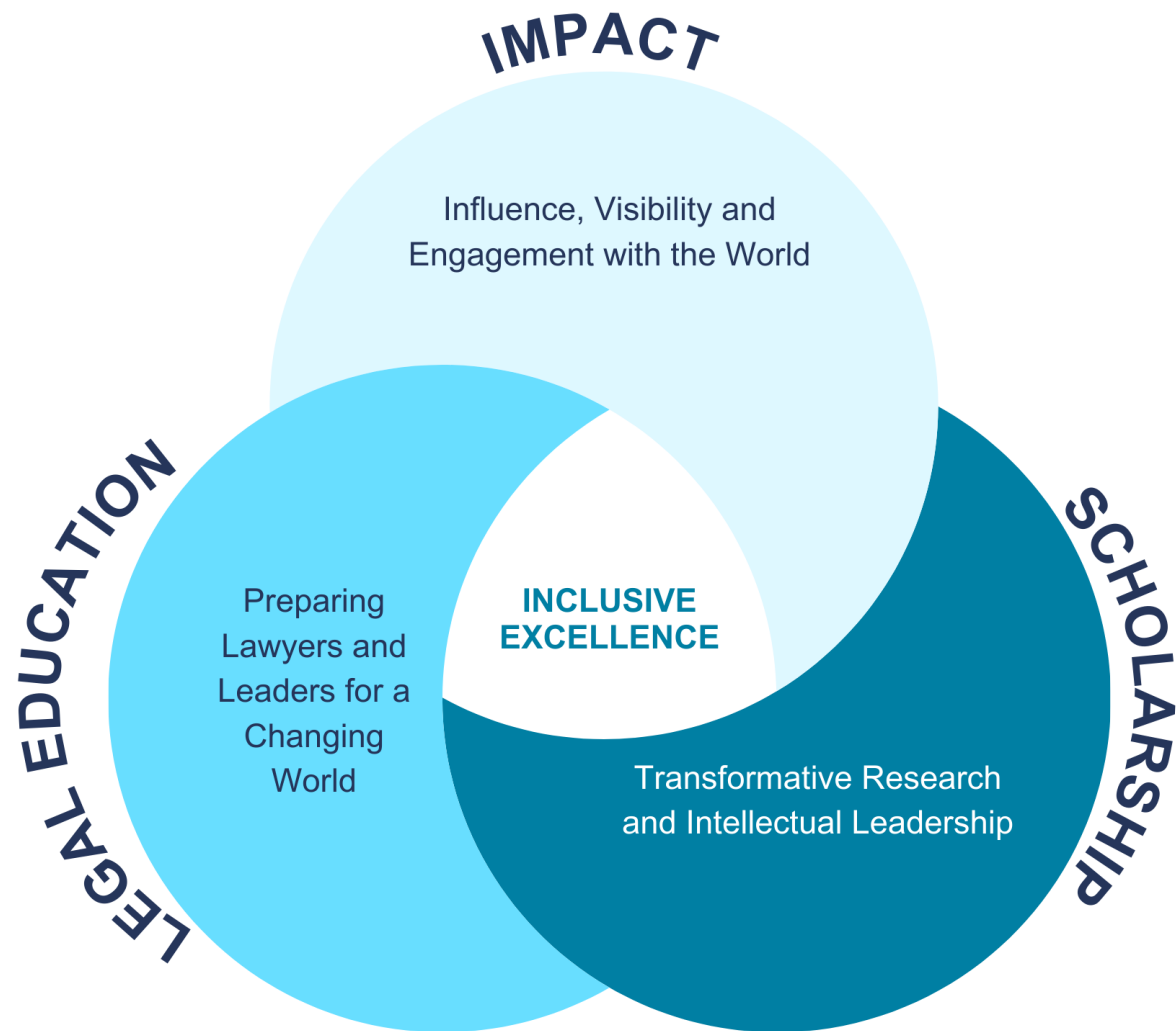 IMPACT
Influence, Visibility and
Engagement with the World
LEGAL EDUCATION
Preparing
Lawyers and
Leaders for a
Changing
World
INCLUSIVE
EXCELLENCE
SCHOLARSHIP
Transformative Research
and Intellectual Leadership